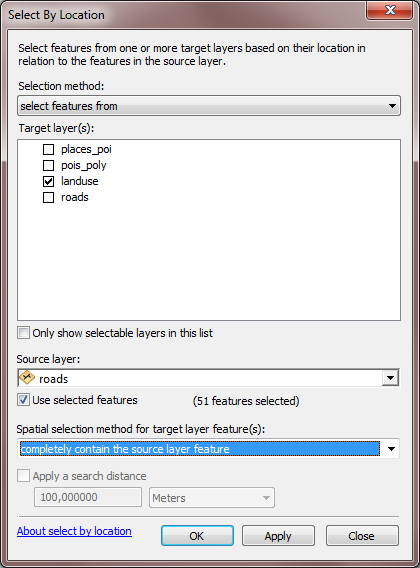 Select By Location
Select features from one or more target layers based on their location in
relation to the features in the source layer.
Selection method:
select features from
Target layer(s):
places_poi
pois_poly
landuse
roads
Only show selectable layers in this list
Source layer:
roads
Use selected features (51 features selected)
Spatial selection method for target layer feature(s):
completely contain the source layer feature
Apply a search distance
100,000000 Meters
About select by location OK Apply Close